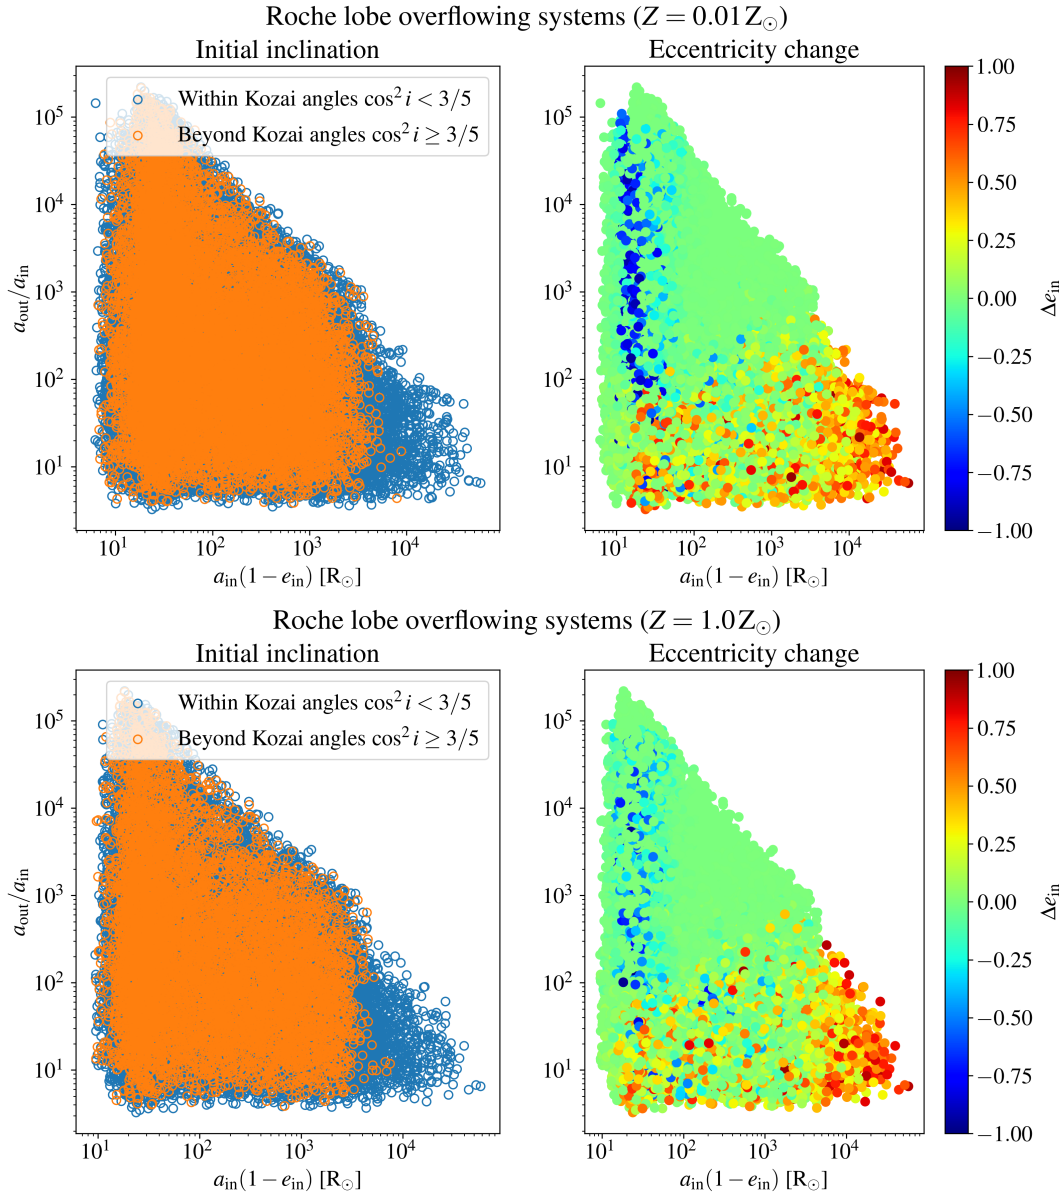 Roche lobe overflowing systems (Z = 0.01 Z☉)
Initial inclination
Eccentricity change
Within Kozai angles cos² i < 3/5
Beyond Kozai angles cos² i ≥ 3/5
10⁵
10⁴
10³
10²
10¹
a_out/a_in
10¹ 10² 10³ 10⁴
a_in(1 − e_in) [R☉]
10⁵
10⁴
10³
10²
10¹
10¹ 10² 10³ 10⁴
a_in(1 − e_in) [R☉]
1.00
0.75
0.50
0.25
0.00
−0.25
−0.50
−0.75
−1.00
Δe_in
Roche lobe overflowing systems (Z = 1.0 Z☉)
Initial inclination
Eccentricity change
Within Kozai angles cos² i < 3/5
Beyond Kozai angles cos² i ≥ 3/5
10⁵
10⁴
10³
10²
10¹
a_out/a_in
10¹ 10² 10³ 10⁴
a_in(1 − e_in) [R☉]
10⁵
10⁴
10³
10²
10¹
10¹ 10² 10³ 10⁴
a_in(1 − e_in) [R☉]
1.00
0.75
0.50
0.25
0.00
−0.25
−0.50
−0.75
−1.00
Δe_in